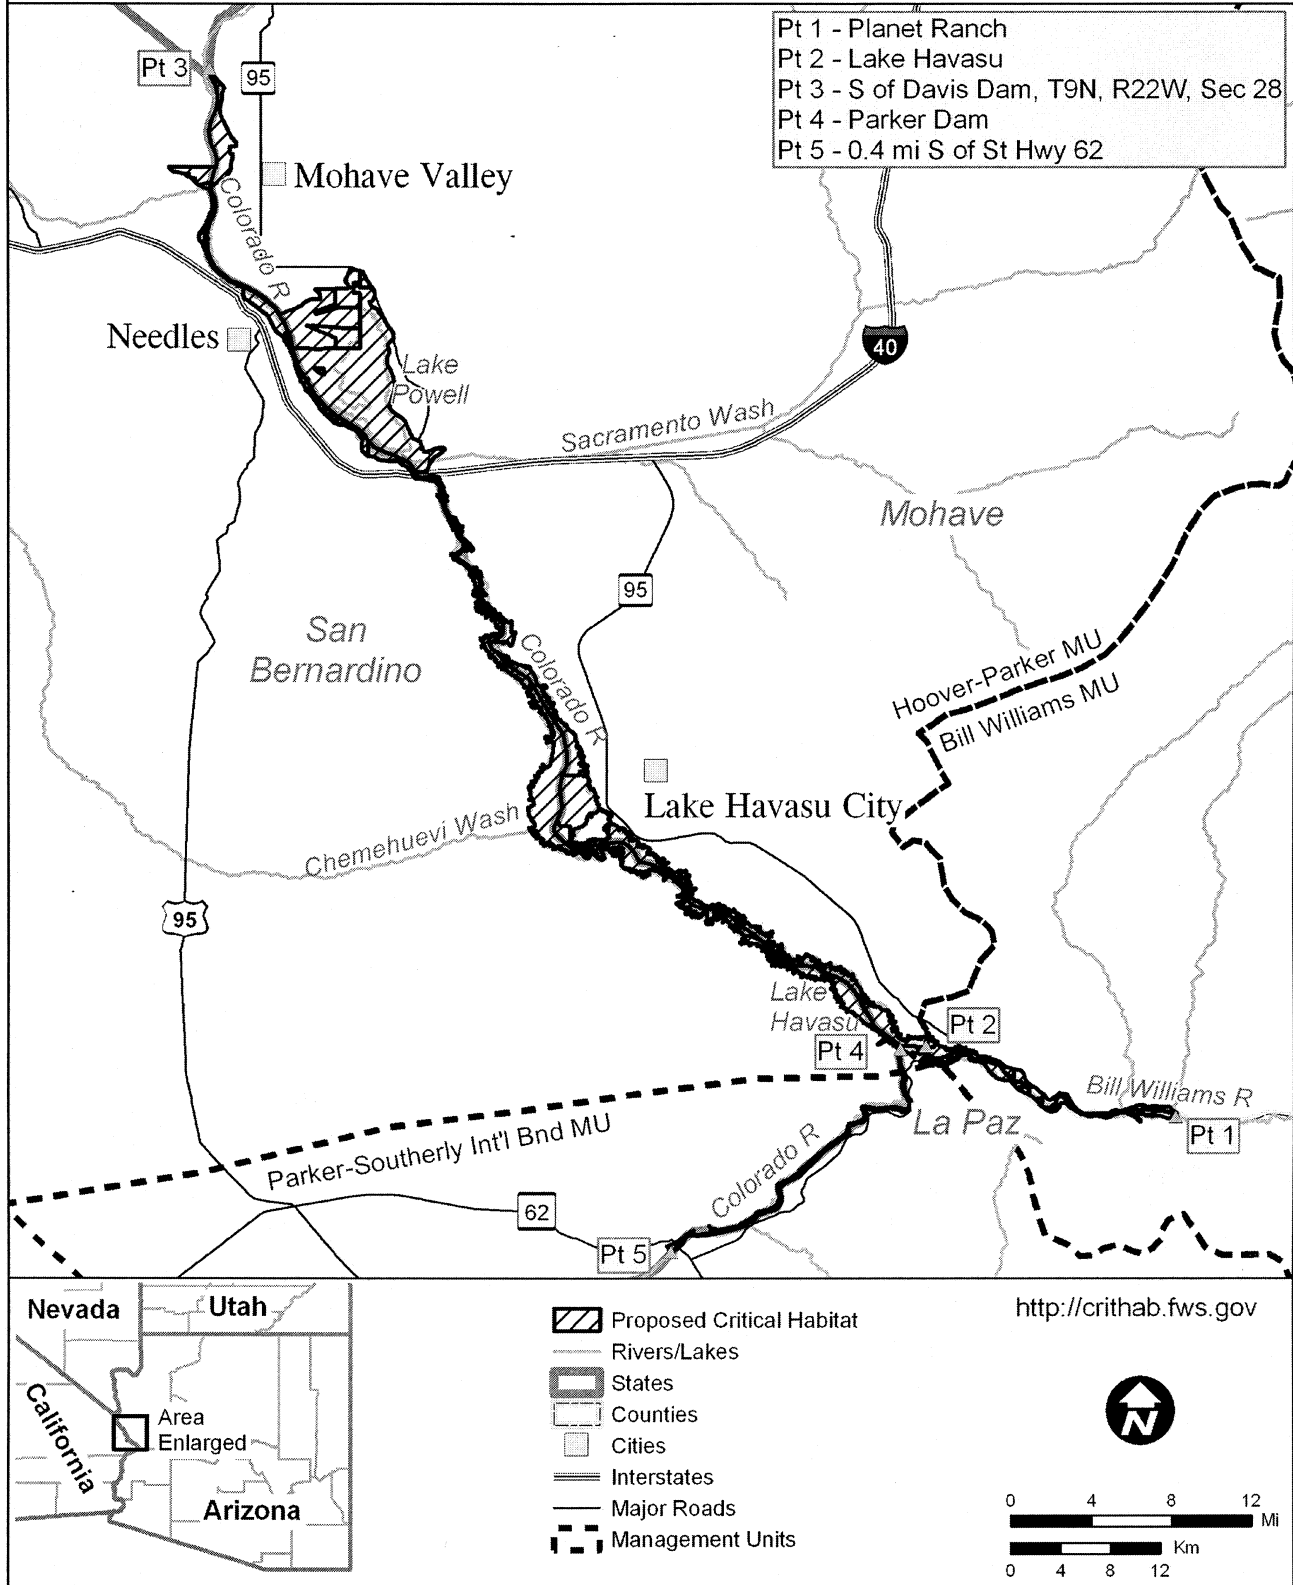 Pt 1 - Planet Ranch
Pt 2 - Lake Havasu
Pt 3 - S of Davis Dam, T9N, R22W, Sec 28
Pt 4 - Parker Dam
Pt 5 - 0.4 mi S of St Hwy 62
Pt 3
95
Mohave Valley
Colorado R
Needles
Lake
Powell
40
Sacramento Wash
Mohave
95
San
Bernardino
Colorado R
Hoover-Parker MU
Bill Williams MU
Lake Havasu City
Chemehuevi Wash
95
Lake
Havasu
Pt 2
Pt 4
Bill Williams R
La Paz
Pt 1
Parker-Southerly Int'l Bnd MU
Colorado R
62
Pt 5
Nevada
Utah
California
Area
Enlarged
Arizona
Proposed Critical Habitat
Rivers/Lakes
States
Counties
Cities
Interstates
Major Roads
Management Units
http://crithab.fws.gov
N
0 4 8 12
Mi
Km
0 4 8 12